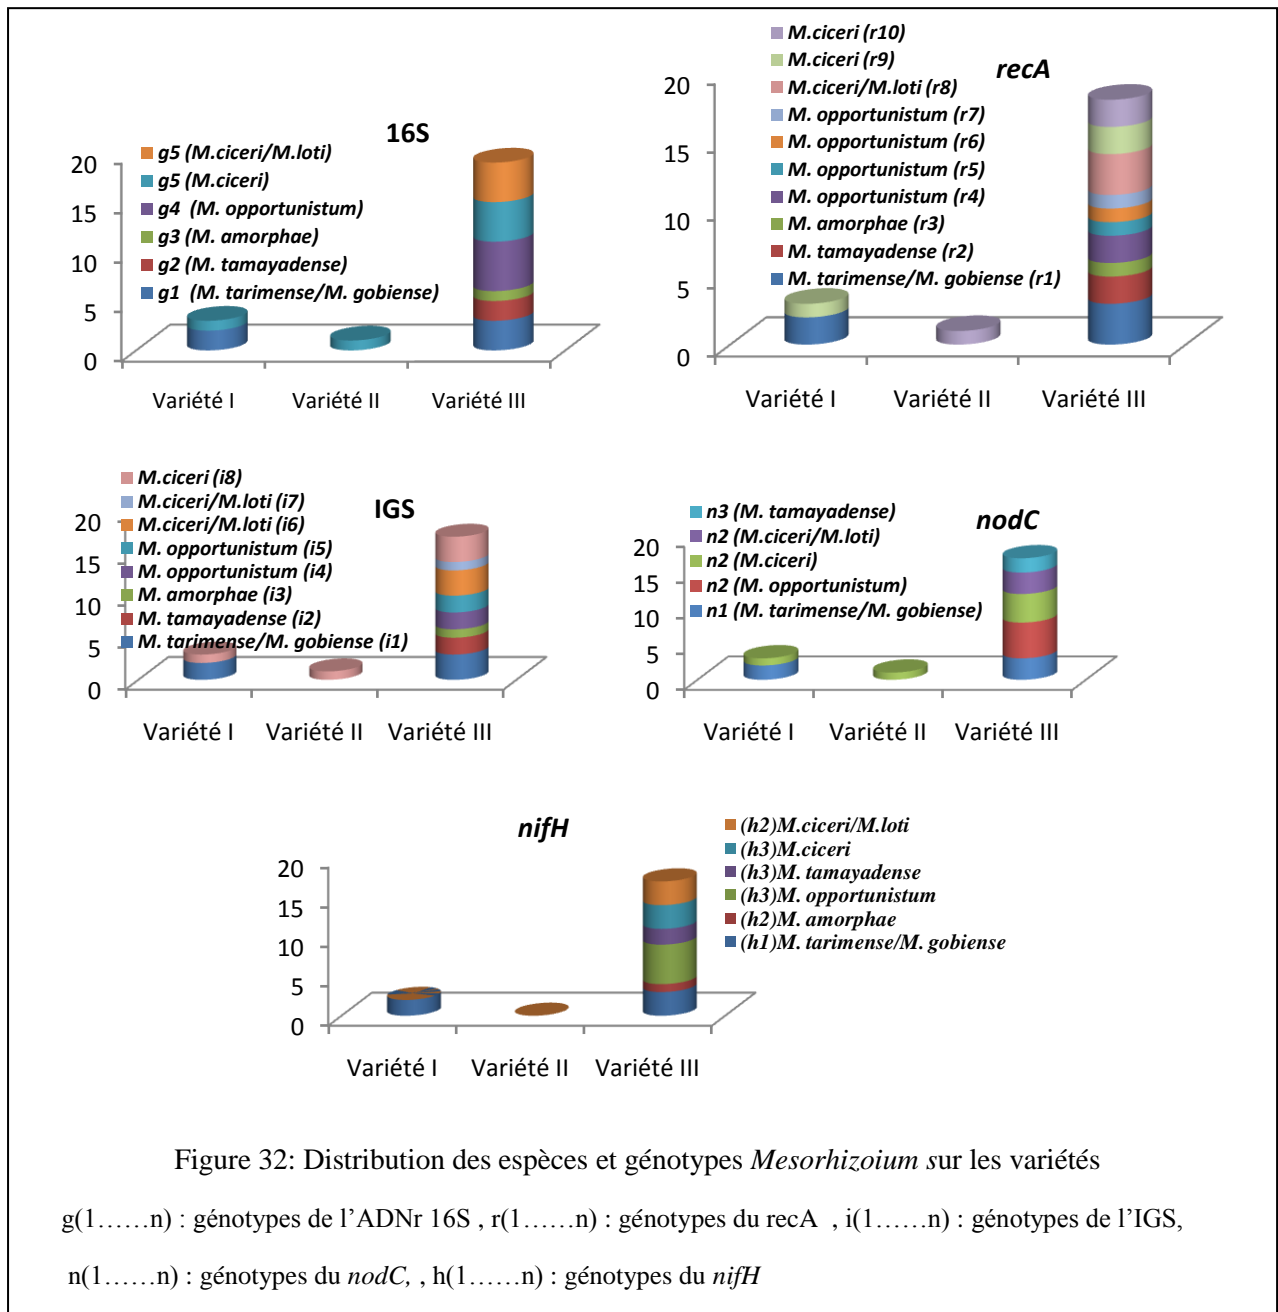 16S
g5 (M.ciceri/M.loti)
g5 (M.ciceri)
g4 (M. opportunistum)
g3 (M. amorphae)
g2 (M. tamayadense)
g1 (M. tarimense/M. gobiense)
20
15
10
5
0
Variété I
Variété II
Variété III
recA
M.ciceri (r10)
M.ciceri (r9)
M.ciceri/M.loti (r8)
M. opportunistum (r7)
M. opportunistum (r6)
M. opportunistum (r5)
M. opportunistum (r4)
M. amorphae (r3)
M. tamayadense (r2)
M. tarimense/M. gobiense (r1)
20
15
10
5
0
Variété I
Variété II
Variété III
IGS
M.ciceri (i8)
M.ciceri/M.loti (i7)
M.ciceri/M.loti (i6)
M. opportunistum (i5)
M. opportunistum (i4)
M. amorphae (i3)
M. tamayadense (i2)
M. tarimense/M. gobiense (i1)
20
15
10
5
0
Variété I
Variété II
Variété III
nodC
n3 (M. tamayadense)
n2 (M.ciceri/M.loti)
n2 (M.ciceri)
n2 (M. opportunistum)
n1 (M. tarimense/M. gobiense)
20
15
10
5
0
Variété I
Variété II
Variété III
nifH
(h2)M.ciceri/M.loti
(h3)M.ciceri
(h3)M. tamayadense
(h3)M. opportunistum
(h2)M. amorphae
(h1)M. tarimense/M. gobiense
20
15
10
5
0
Variété I
Variété II
Variété III
Figure 32: Distribution des espèces et génotypes Mesorhizoium sur les variétés
g(1……n) : génotypes de l'ADNr 16S , r(1……n) : génotypes du recA , i(1……n) : génotypes de l'IGS,
n(1……n) : génotypes du nodC, , h(1……n) : génotypes du nifH